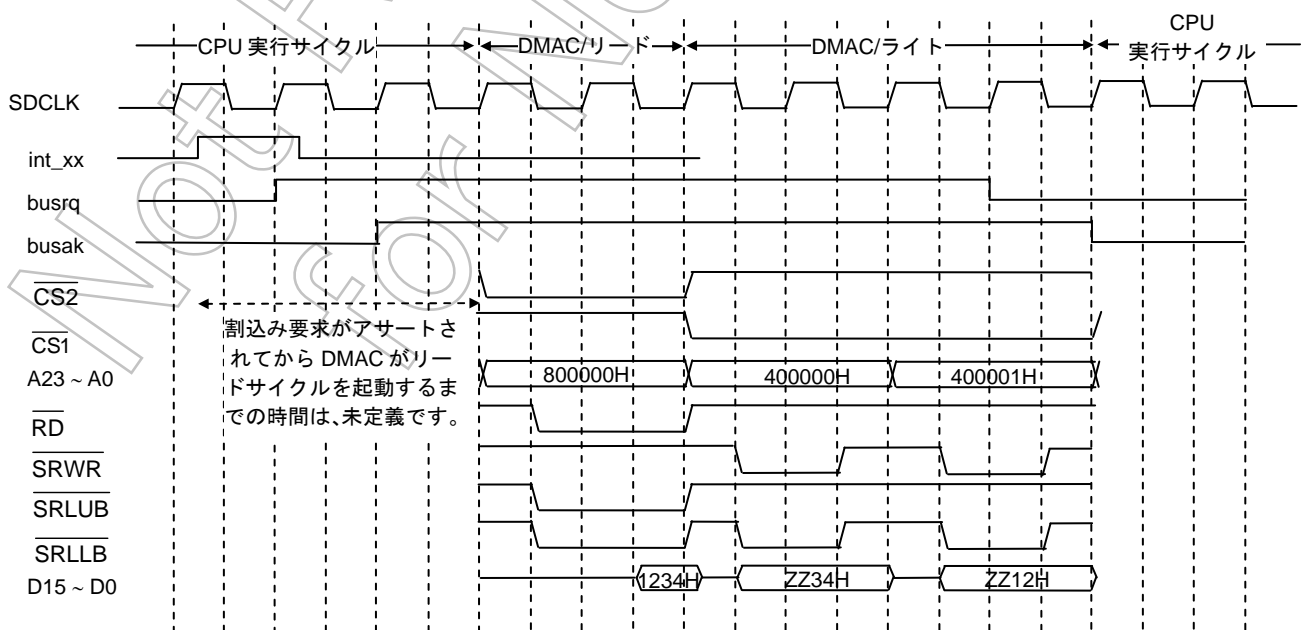 CPU 実行サイクル
DMAC/リード
DMAC/ライト
CPU
実行サイクル
SDCLK
int_xx
busrq
busak
CS2
割込み要求がアサートさ
れてから DMAC がリー
ドサイクルを起動するま
での時間は、未定義です。
CS1
A23 ~ A0
800000H
400000H
400001H
RD
SRWR
SRLUB
SRLLB
D15 ~ D0
1234H
ZZ34H
ZZ12H
Not
for